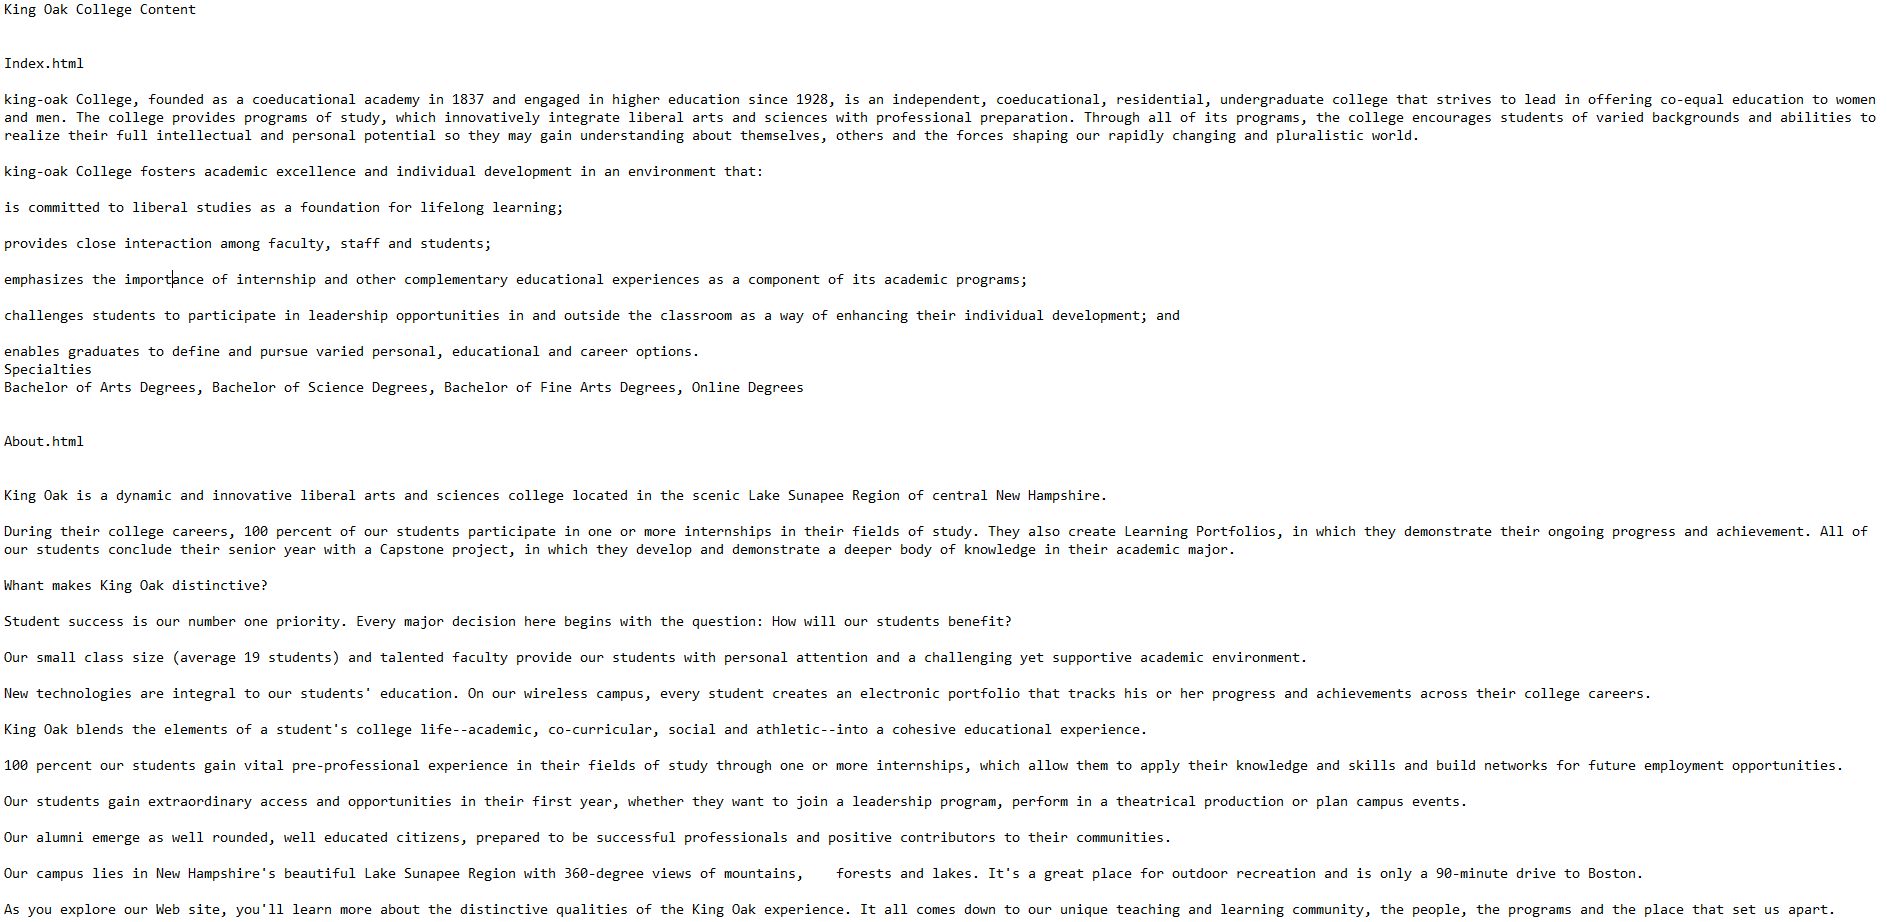 King Oak College Content
Index.html
king-oak College, founded as a coeducational academy in 1837 and engaged in higher education since 1928, is an independent, coeducational, residential, undergraduate college that strives to lead in offering co-equal education to women
and men. The college provides programs of study, which innovatively integrate liberal arts and sciences with professional preparation. Through all of its programs, the college encourages students of varied backgrounds and abilities to
realize their full intellectual and personal potential so they may gain understanding about themselves, others and the forces shaping our rapidly changing and pluralistic world.
king-oak College fosters academic excellence and individual development in an environment that:
is committed to liberal studies as a foundation for lifelong learning;
provides close interaction among faculty, staff and students;
emphasizes the importance of internship and other complementary educational experiences as a component of its academic programs;
challenges students to participate in leadership opportunities in and outside the classroom as a way of enhancing their individual development; and
enables graduates to define and pursue varied personal, educational and career options.
Specialties
Bachelor of Arts Degrees, Bachelor of Science Degrees, Bachelor of Fine Arts Degrees, Online Degrees
About.html
King Oak is a dynamic and innovative liberal arts and sciences college located in the scenic Lake Sunapee Region of central New Hampshire.
During their college careers, 100 percent of our students participate in one or more internships in their fields of study. They also create Learning Portfolios, in which they demonstrate their ongoing progress and achievement. All of
our students conclude their senior year with a Capstone project, in which they develop and demonstrate a deeper body of knowledge in their academic major.
Whant makes King Oak distinctive?
Student success is our number one priority. Every major decision here begins with the question: How will our students benefit?
Our small class size (average 19 students) and talented faculty provide our students with personal attention and a challenging yet supportive academic environment.
New technologies are integral to our students' education. On our wireless campus, every student creates an electronic portfolio that tracks his or her progress and achievements across their college careers.
King Oak blends the elements of a student's college life--academic, co-curricular, social and athletic--into a cohesive educational experience.
100 percent our students gain vital pre-professional experience in their fields of study through one or more internships, which allow them to apply their knowledge and skills and build networks for future employment opportunities.
Our students gain extraordinary access and opportunities in their first year, whether they want to join a leadership program, perform in a theatrical production or plan campus events.
Our alumni emerge as well rounded, well educated citizens, prepared to be successful professionals and positive contributors to their communities.
Our campus lies in New Hampshire's beautiful Lake Sunapee Region with 360-degree views of mountains,    forests and lakes. It's a great place for outdoor recreation and is only a 90-minute drive to Boston.
As you explore our Web site, you'll learn more about the distinctive qualities of the King Oak experience. It all comes down to our unique teaching and learning community, the people, the programs and the place that set us apart.